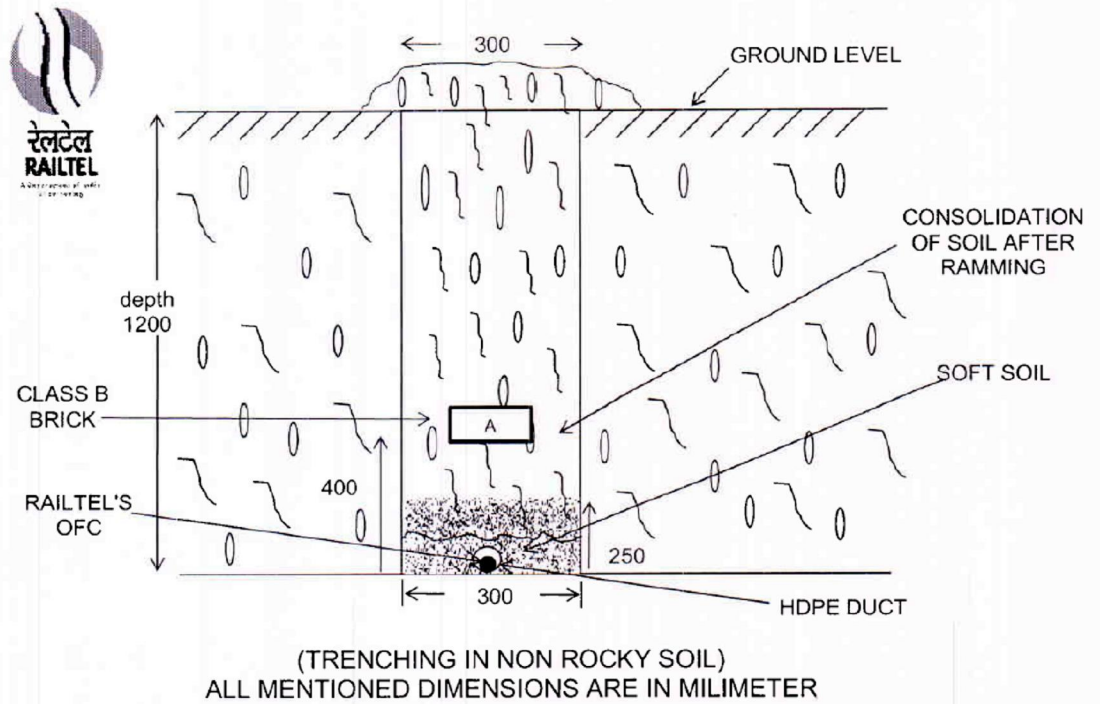 300
GROUND LEVEL
रेलटेल
RAILTEL
CONSOLIDATION
OF SOIL AFTER
RAMMING
depth
1200
CLASS B
BRICK
A
SOFT SOIL
400
RAILTEL'S
OFC
250
300
HDPE DUCT
(TRENCHING IN NON ROCKY SOIL)
ALL MENTIONED DIMENSIONS ARE IN MILIMETER